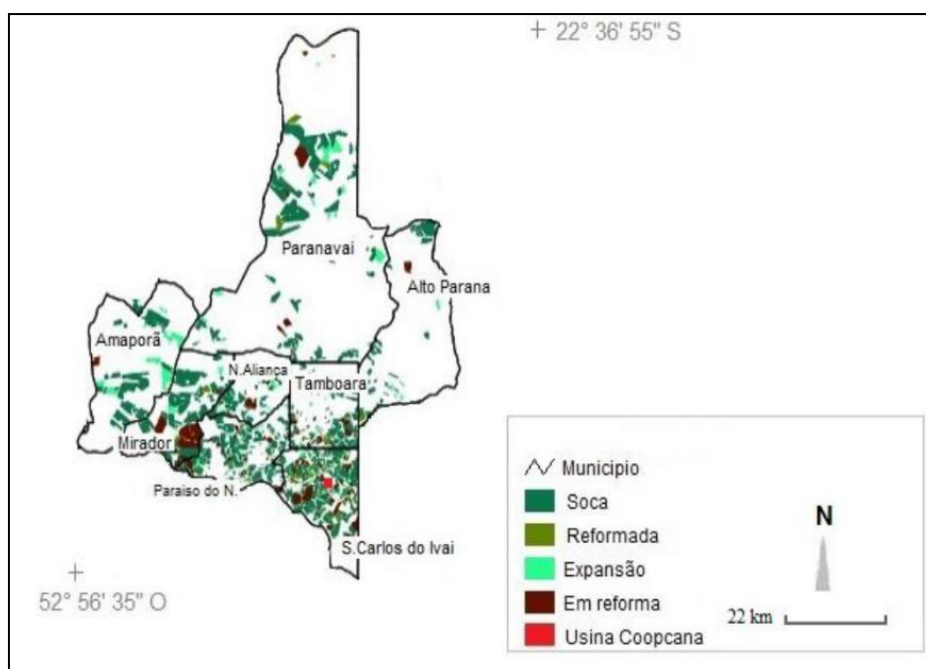 22° 36' 55" S
Paranavaí
Alto Parana
Amaporã
N.Aliança
Tamboara
Mirador
Paraiso do N.
S.Carlos do Ivai
52° 56' 35" O
Municipio
Soca
Reformada
Expansão
Em reforma
Usina Coopcana
N
22 km